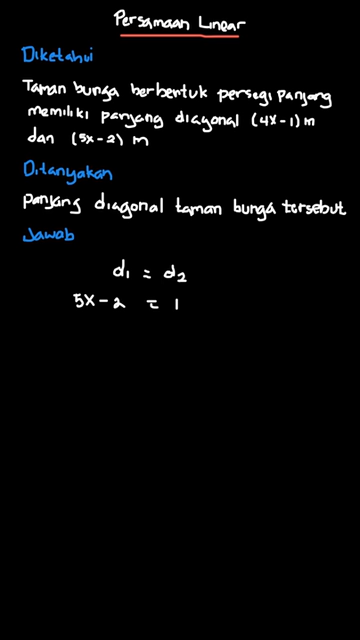 Persamaan Linear
Diketahui
Taman bunga berbentuk persegi panjang
memiliki panjang diagonal (4x-1) m
dan (5x-2) m
Ditanyakan
Panjang diagonal taman bunga tersebut
Jawab
d₁ = d₂
5x-2 = 1